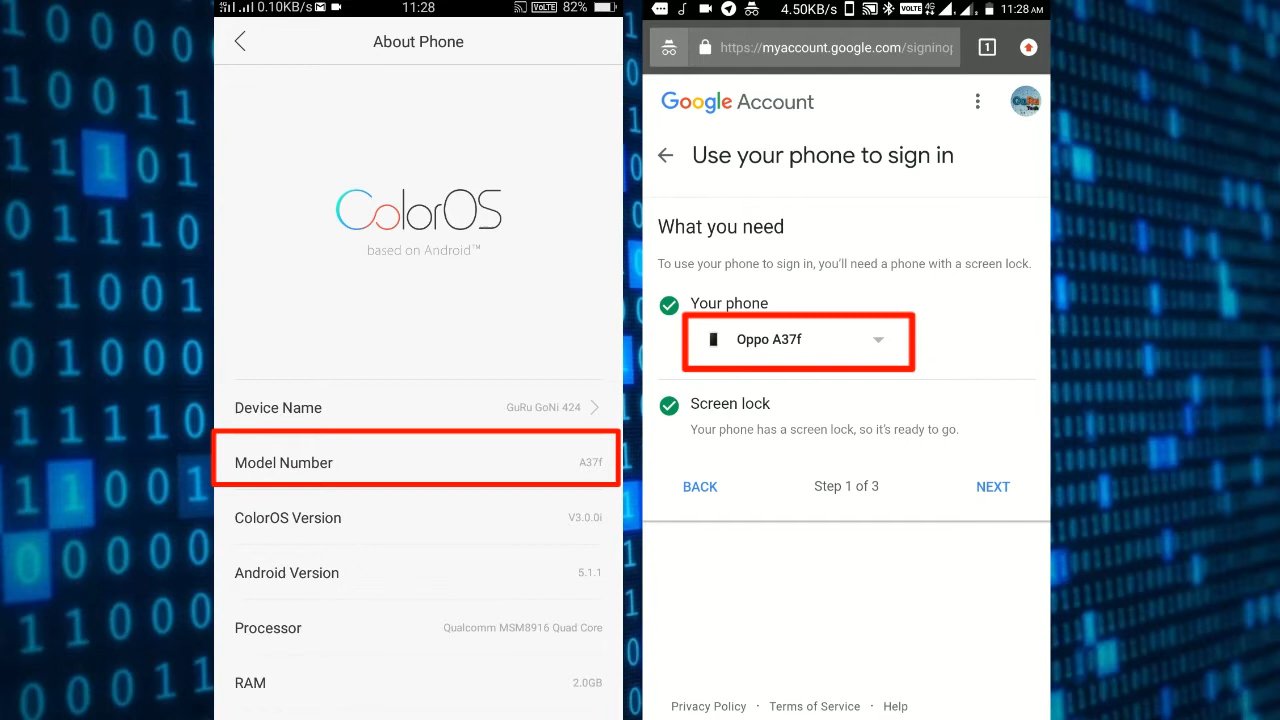 0.10KB/s 11:28 VoLTE 82%
About Phone
ColorOS
based on Android™
Device Name GuRu GoNi 424
Model Number A37f
ColorOS Version V3.0.0i
Android Version 5.1.1
Processor Qualcomm MSM8916 Quad Core
RAM 2.0GB
4.50KB/s VoLTE 4G 11:28 AM
https://myaccount.google.com/signinop
1
Google Account
Use your phone to sign in
What you need
To use your phone to sign in, you'll need a phone with a screen lock.
Your phone
Oppo A37f
Screen lock
Your phone has a screen lock, so it's ready to go.
BACK Step 1 of 3 NEXT
Privacy Policy · Terms of Service · Help